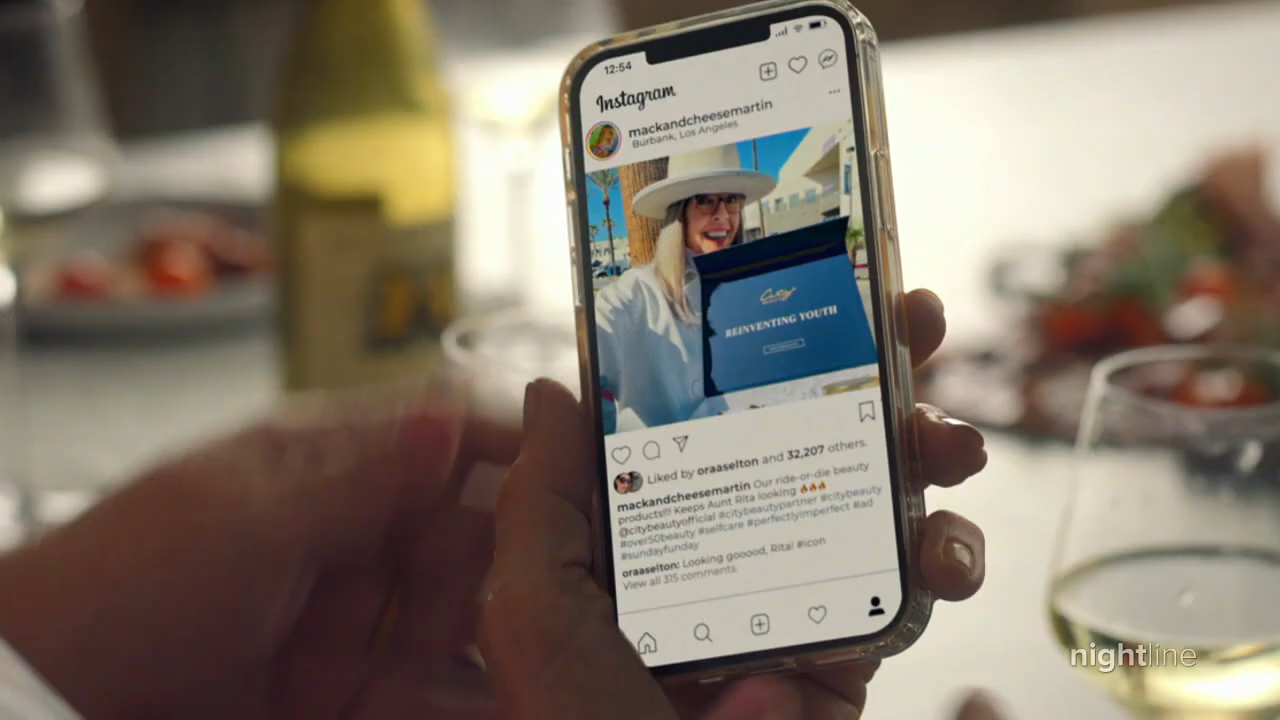 12:54
Instagram
mackandcheesemartin
Burbank, Los Angeles
City
REINVENTING YOUTH
Liked by oraaselton and 32,207 others.
mackandcheesemartin Our ride-or-die beauty
products!!! Keeps Aunt Rita looking 🔥🔥🔥
@citybeautyofficial #citybeautypartner #citybeauty
#over50beauty #selfcare #perfectlyimperfect #ad
#sundayfunday
oraaselton: Looking gooood, Rita! #icon
View all 315 comments.
nightline